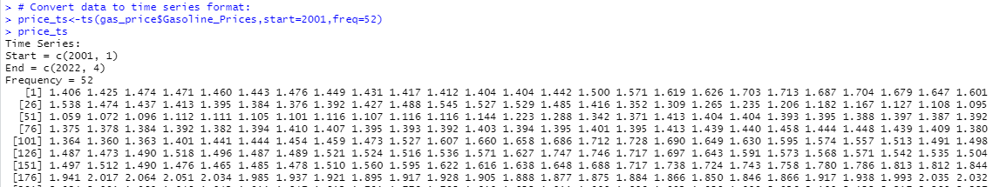 > # Convert data to time series format:
> price_ts<-ts(gas_price$Gasoline_Prices,start=2001,freq=52)
> price_ts
Time Series:
Start = c(2001, 1)
End = c(2022, 4)
Frequency = 52
[1] 1.406 1.425 1.474 1.471 1.460 1.443 1.476 1.449 1.431 1.417 1.412 1.404 1.404 1.442 1.500 1.571 1.619 1.626 1.703 1.713 1.687 1.704 1.679 1.647 1.601
[26] 1.538 1.474 1.437 1.413 1.395 1.384 1.376 1.392 1.427 1.488 1.545 1.527 1.529 1.485 1.416 1.352 1.309 1.265 1.235 1.206 1.182 1.167 1.127 1.108 1.095
[51] 1.059 1.072 1.096 1.112 1.111 1.105 1.101 1.116 1.107 1.116 1.116 1.144 1.223 1.288 1.342 1.371 1.413 1.404 1.404 1.393 1.395 1.388 1.397 1.387 1.392
[76] 1.375 1.378 1.384 1.392 1.382 1.394 1.410 1.407 1.395 1.393 1.392 1.403 1.394 1.395 1.401 1.395 1.413 1.439 1.440 1.458 1.444 1.448 1.439 1.409 1.380
[101] 1.364 1.360 1.363 1.401 1.441 1.444 1.454 1.459 1.473 1.527 1.607 1.660 1.658 1.686 1.712 1.728 1.690 1.649 1.630 1.595 1.574 1.557 1.513 1.491 1.498
[126] 1.487 1.473 1.490 1.518 1.496 1.487 1.489 1.521 1.524 1.516 1.536 1.571 1.627 1.747 1.746 1.717 1.697 1.643 1.591 1.573 1.568 1.571 1.542 1.535 1.504
[151] 1.497 1.512 1.490 1.476 1.465 1.485 1.478 1.510 1.560 1.595 1.622 1.616 1.638 1.648 1.688 1.717 1.738 1.724 1.743 1.758 1.780 1.786 1.813 1.812 1.844
[176] 1.941 2.017 2.064 2.051 2.034 1.985 1.937 1.921 1.895 1.917 1.928 1.905 1.888 1.877 1.875 1.884 1.866 1.850 1.846 1.866 1.917 1.938 1.993 2.035 2.032